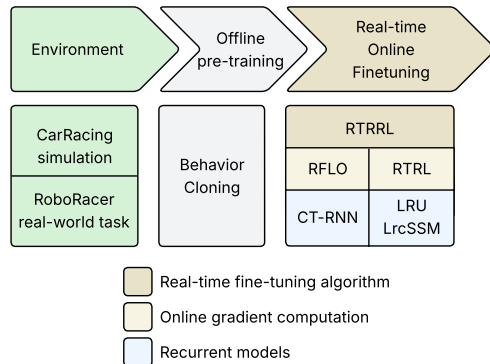 Environment
Offline
pre-training
Real-time
Online
Finetuning
CarRacing
simulation
RoboRacer
real-world task
Behavior
Cloning
RTRRL
RFLO
RTRL
CT-RNN
LRU
LrcSSM
Real-time fine-tuning algorithm
Online gradient computation
Recurrent models